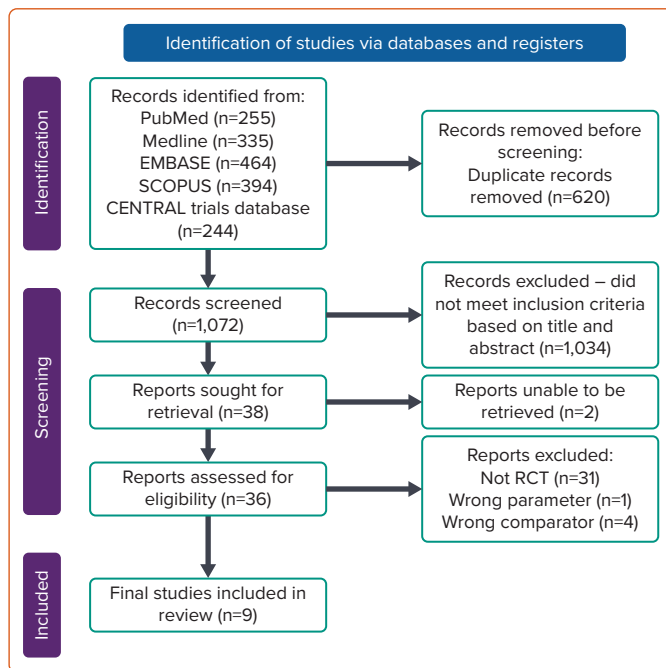 Identification of studies via databases and registers
Identification
Records identified from:
PubMed (n=255)
Medline (n=335)
EMBASE (n=464)
SCOPUS (n=394)
CENTRAL trials database
(n=244)
Records removed before
screening:
Duplicate records
removed (n=620)
Screening
Records screened
(n=1,072)
Records excluded – did
not meet inclusion criteria
based on title and
abstract (n=1,034)
Reports sought for
retrieval (n=38)
Reports unable to be
retrieved (n=2)
Reports assessed for
eligibility (n=36)
Reports excluded:
Not RCT (n=31)
Wrong parameter (n=1)
Wrong comparator (n=4)
Included
Final studies included in
review (n=9)